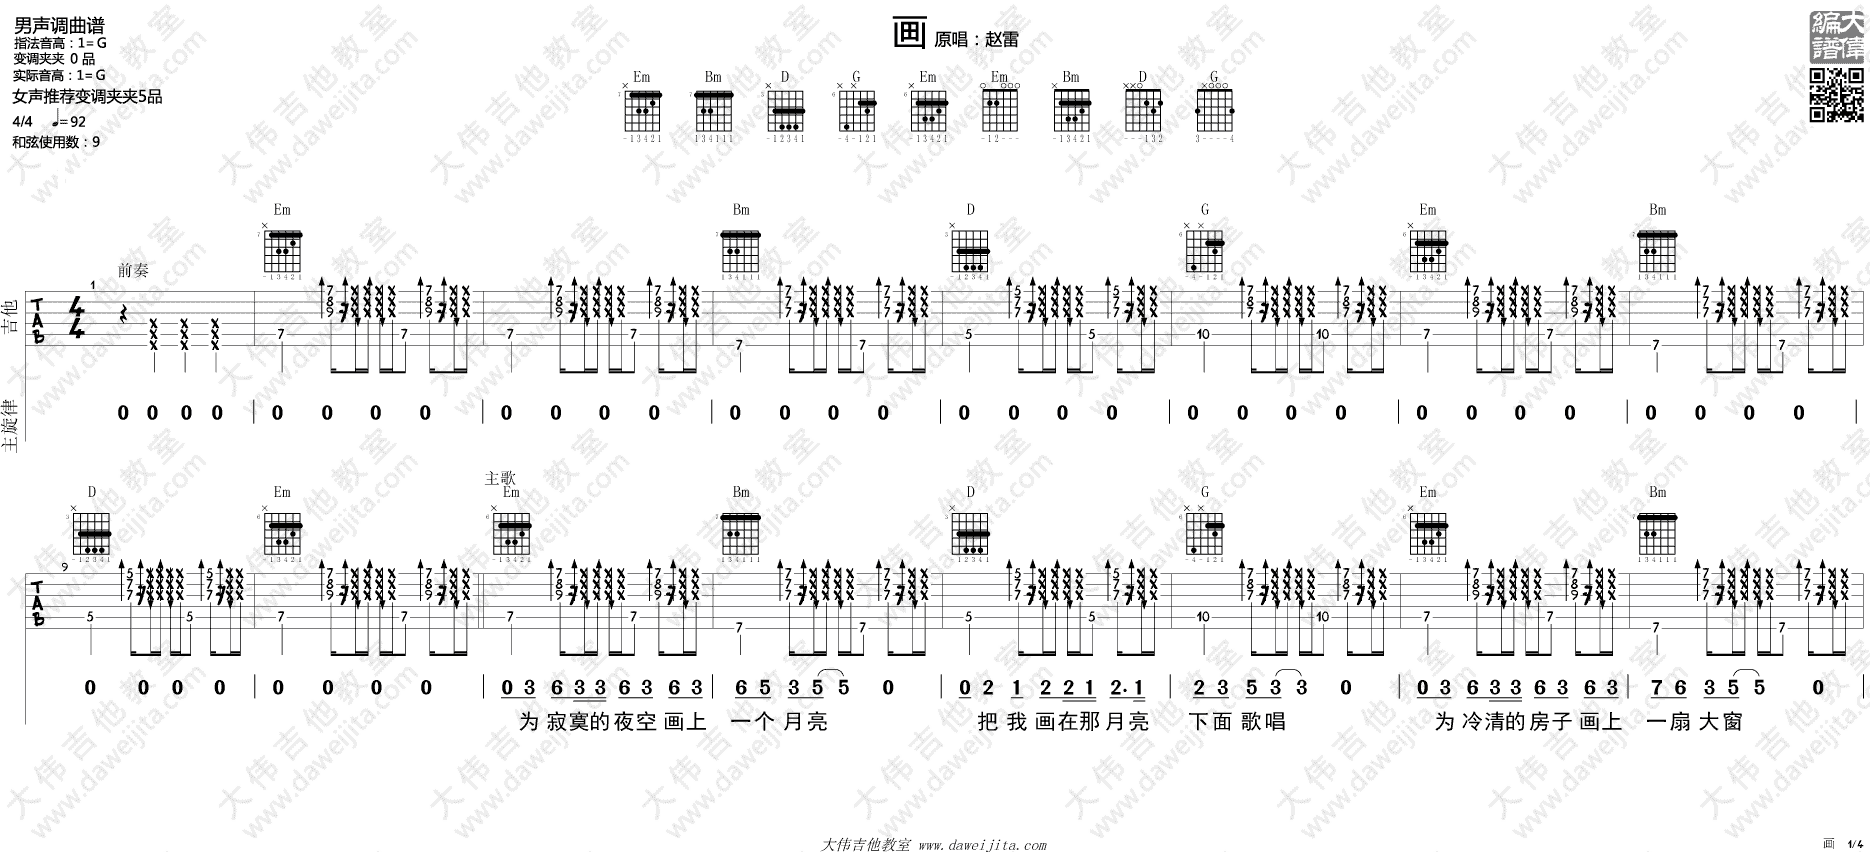 男声调曲谱
指法音高：1=G
变调夹夹 0 品
实际音高：1=G
女声推荐变调夹夹5品
4/4 ♩=92
和弦使用数：9
画 原唱：赵雷
大偉
編譜
Em Bm D G Em Em Bm D G
Em Bm D G Em Bm
前奏
1
吉他
TAB
4/4
主旋律
0 0 0 0 | 0 0 0 0 | 0 0 0 0 | 0 0 0 0 | 0 0 0 0 | 0 0 0 0 | 0 0 0 0 | 0 0 0 0 |
主歌
D Em Em Bm D G Em Bm
9
TAB
0 0 0 0 | 0 0 0 0 | 0 3 6 3 3 6 3 6 3 | 6 5 3 5 5 0 | 0 2 1 2 2 1 2· 1 | 2 3 5 3 3 0 | 0 3 6 3 3 6 3 6 3 | 7 6 3 5 5 0 |
为寂寞的夜空画上 一个月亮 把我画在那月亮 下面歌唱 为冷清的房子画上 一扇大窗
大伟吉他教室 www.daweijita.com
画 1/4